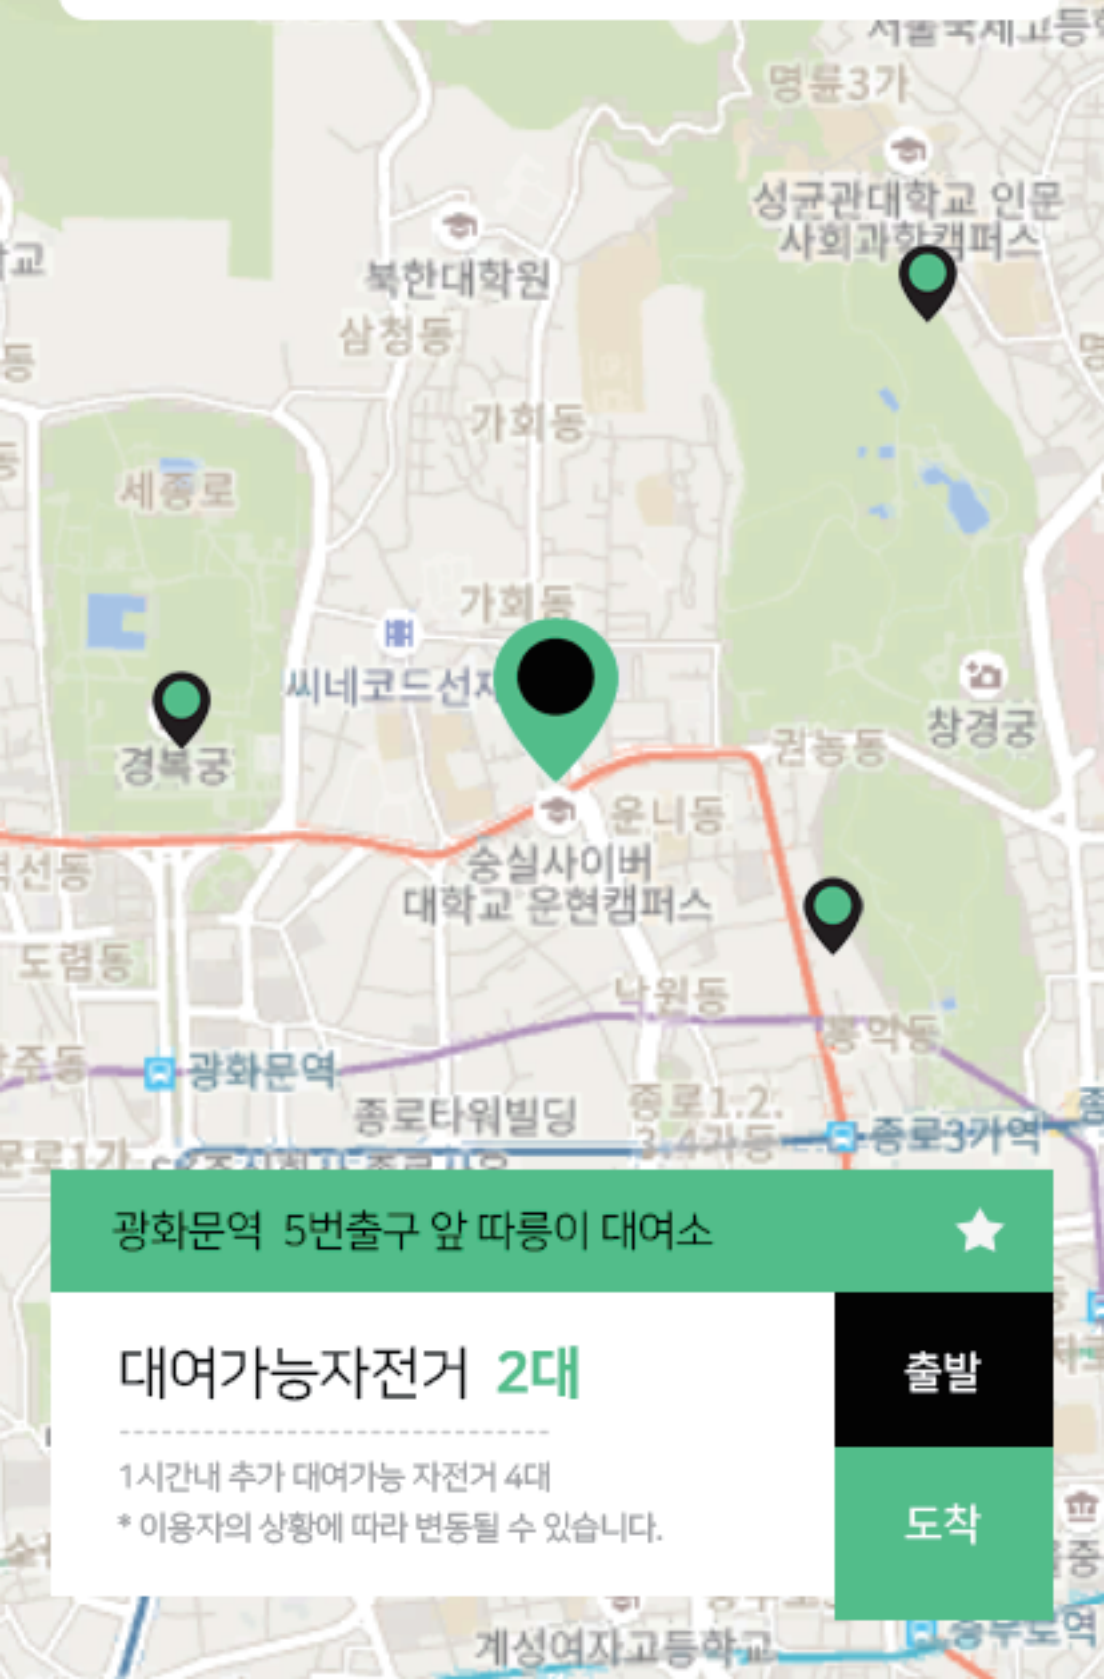 명륜3가
성균관대학교 인문
사회과학캠퍼스
북한대학원
삼청동
가회동
세종로
가회동
씨네코드선재
창경궁
경복궁
권농동
운니동
숭실사이버
대학교 운현캠퍼스
도렴동
낙원동
봉익동
광화문역
종로타워빌딩
종로1.2.
3.4가동
종로3가역
광화문역 5번출구 앞 따릉이 대여소
대여가능자전거 2대
출발
1시간내 추가 대여가능 자전거 4대
* 이용자의 상황에 따라 변동될 수 있습니다.
도착
계성여자고등학교
충무로역